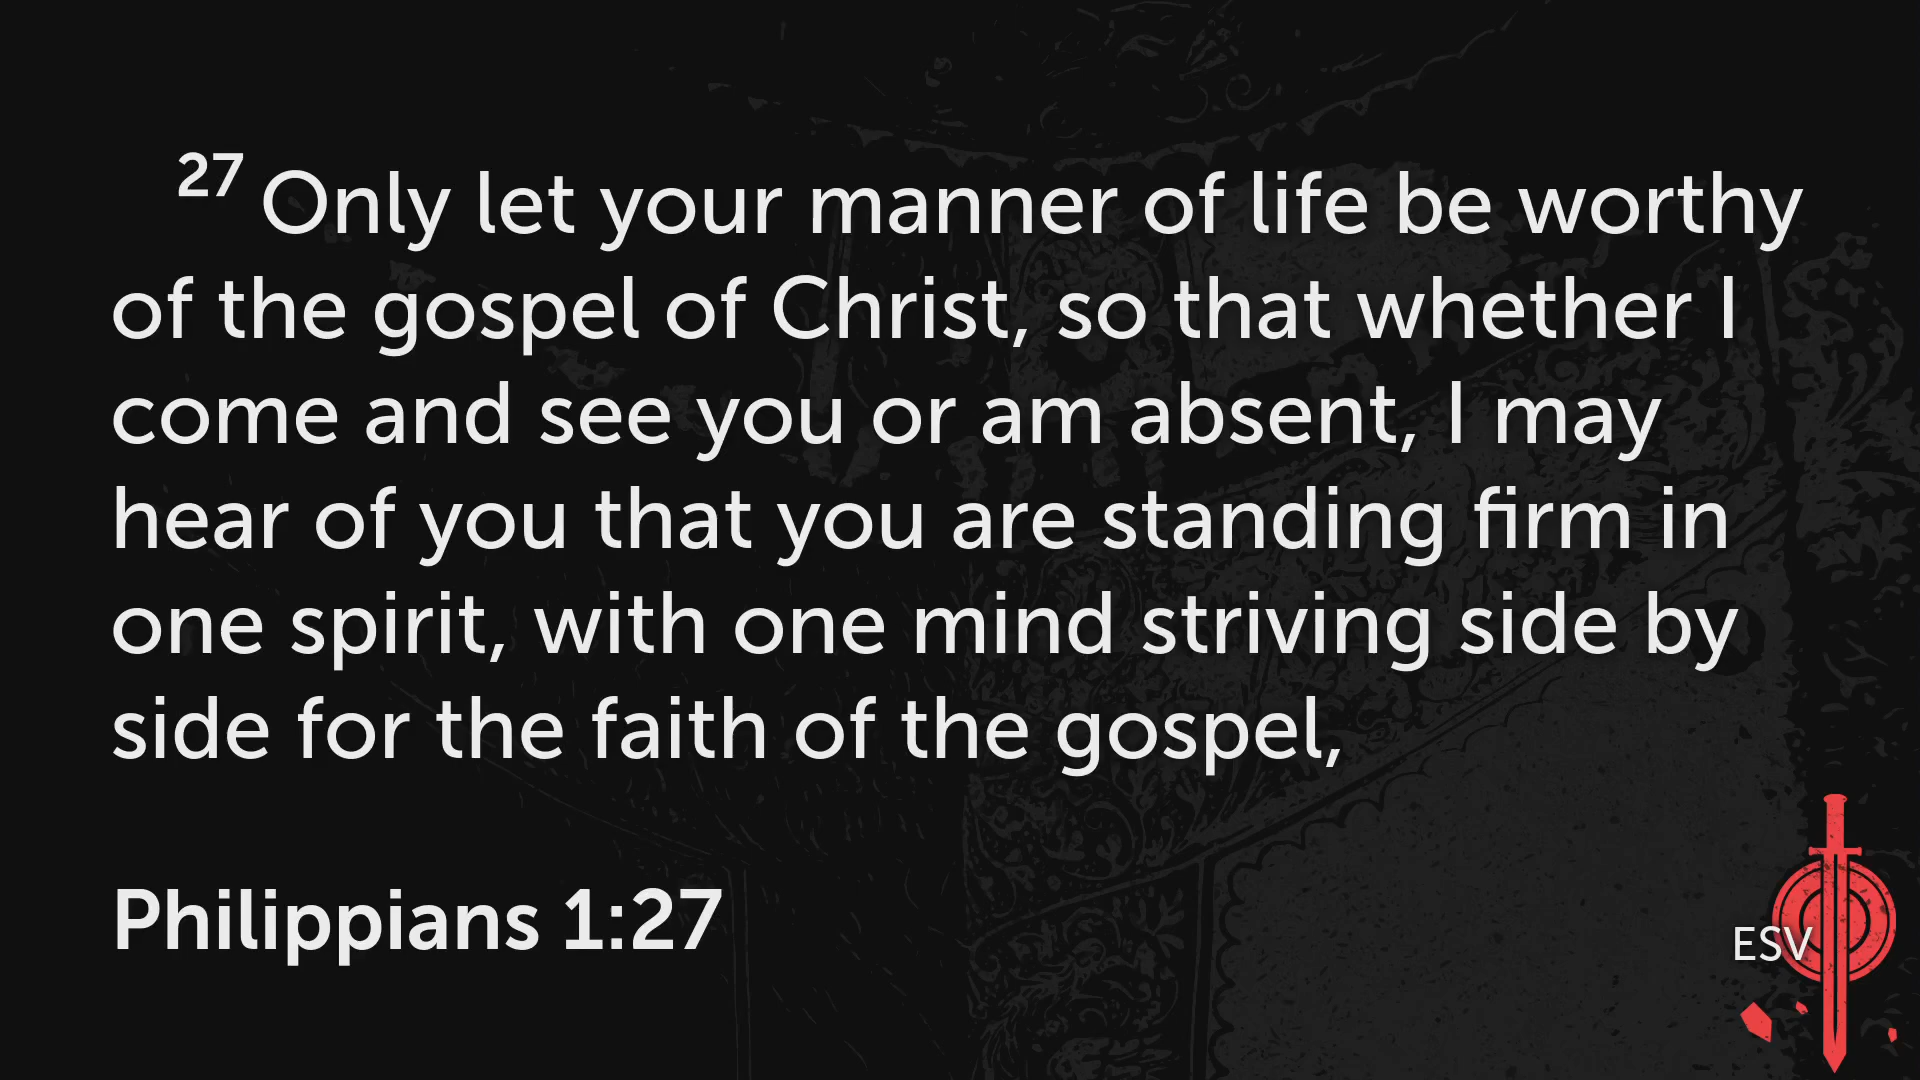 27 Only let your manner of life be worthy
of the gospel of Christ, so that whether I
come and see you or am absent, I may
hear of you that you are standing firm in
one spirit, with one mind striving side by
side for the faith of the gospel,
Philippians 1:27
ESV